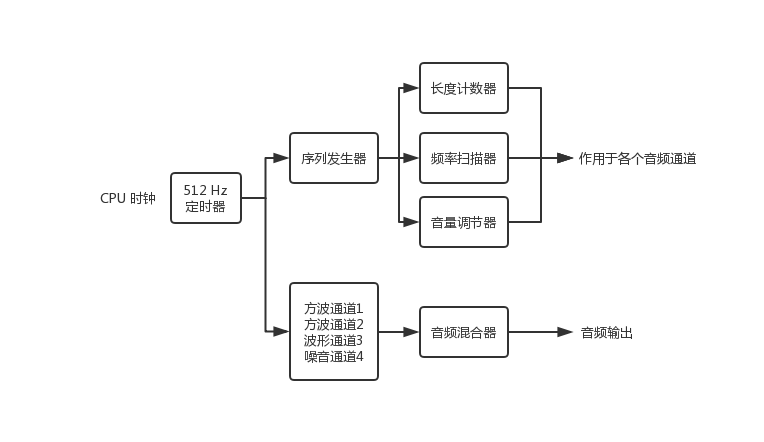 CPU 时钟
512 Hz
定时器
序列发生器
长度计数器
频率扫描器
音量调节器
作用于各个音频通道
方波通道1
方波通道2
波形通道3
噪音通道4
音频混合器
音频输出